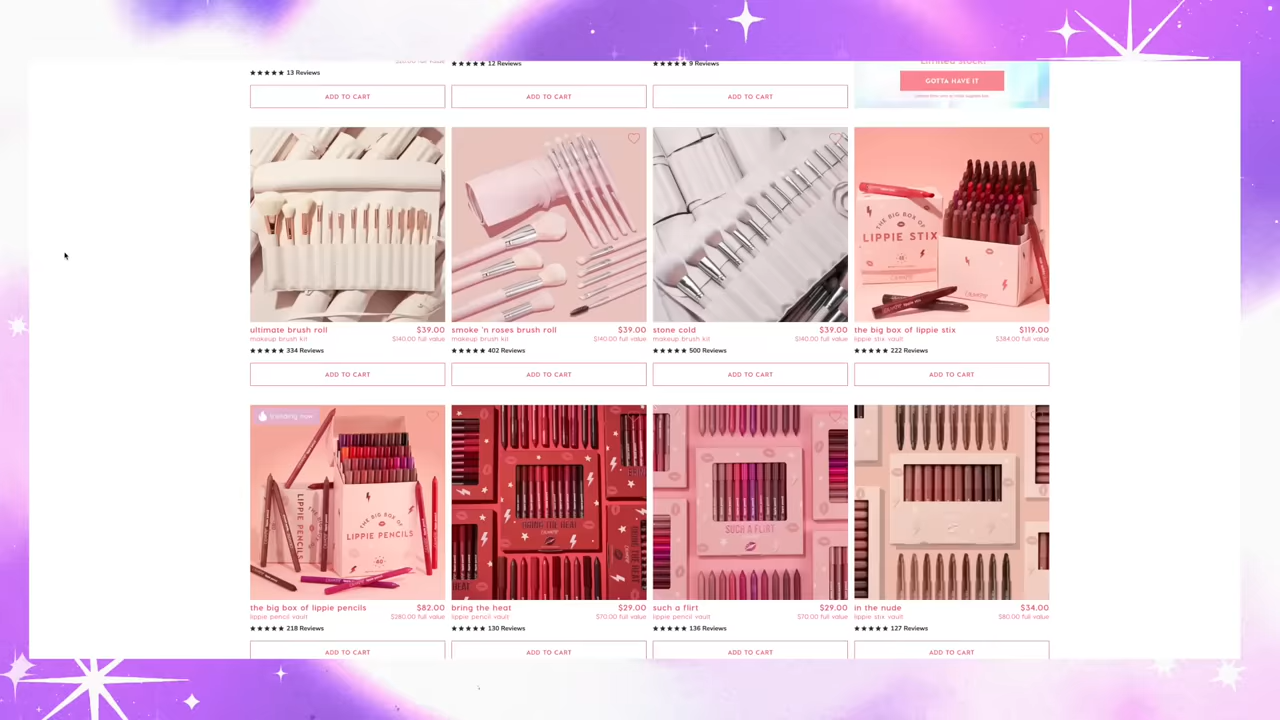 limited stock!
13 Reviews
12 Reviews
9 Reviews
GOTTA HAVE IT
ADD TO CART
ADD TO CART
ADD TO CART
THE BIG BOX OF
LIPPIE STIX
ultimate brush roll $39.00
makeup brush kit $140.00 full value
334 Reviews
smoke 'n roses brush roll $39.00
makeup brush kit $140.00 full value
402 Reviews
stone cold $39.00
makeup brush kit $140.00 full value
500 Reviews
the big box of lippie stix $119.00
lippie stix vault $384.00 full value
222 Reviews
ADD TO CART
ADD TO CART
ADD TO CART
ADD TO CART
trending now
LIPPIE PENCILS
THE BIG BOX OF
LIPPIE PENCILS
BRING THE HEAT
SUCH A FLIRT
the big box of lippie pencils $82.00
lippie pencil vault $280.00 full value
218 Reviews
bring the heat $29.00
lippie pencil vault $70.00 full value
130 Reviews
such a flirt $29.00
lippie pencil vault $70.00 full value
136 Reviews
in the nude $34.00
lippie stix vault $80.00 full value
127 Reviews
ADD TO CART
ADD TO CART
ADD TO CART
ADD TO CART